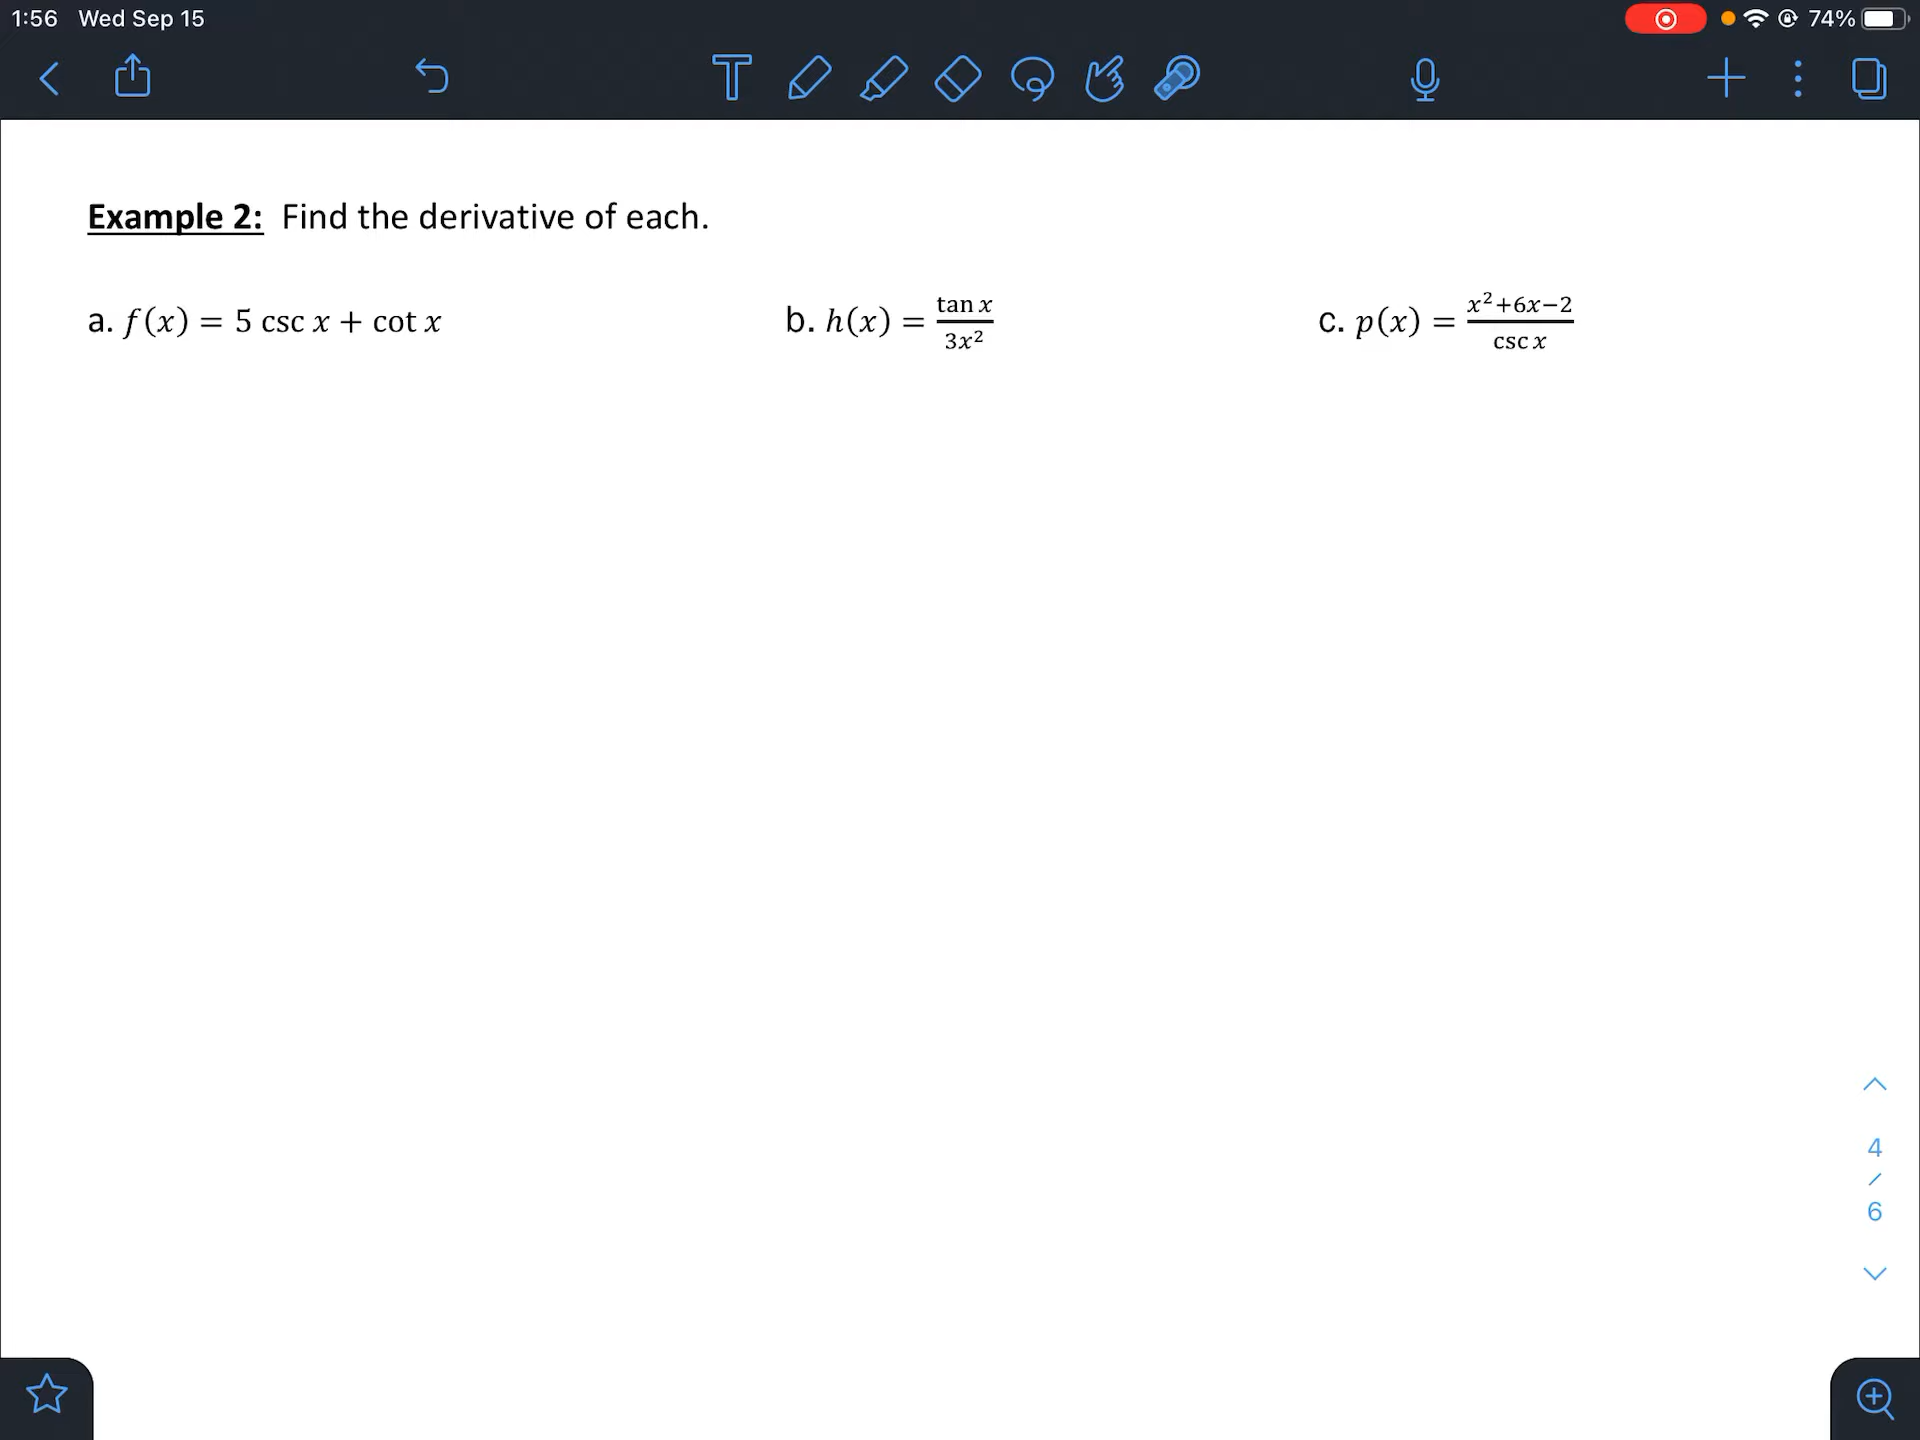 1:56 Wed Sep 15 74%
Example 2: Find the derivative of each.
a. f(x) = 5 csc x + cot x b. h(x) = tan x / 3x² c. p(x) = x²+6x−2 / csc x
4
/
6